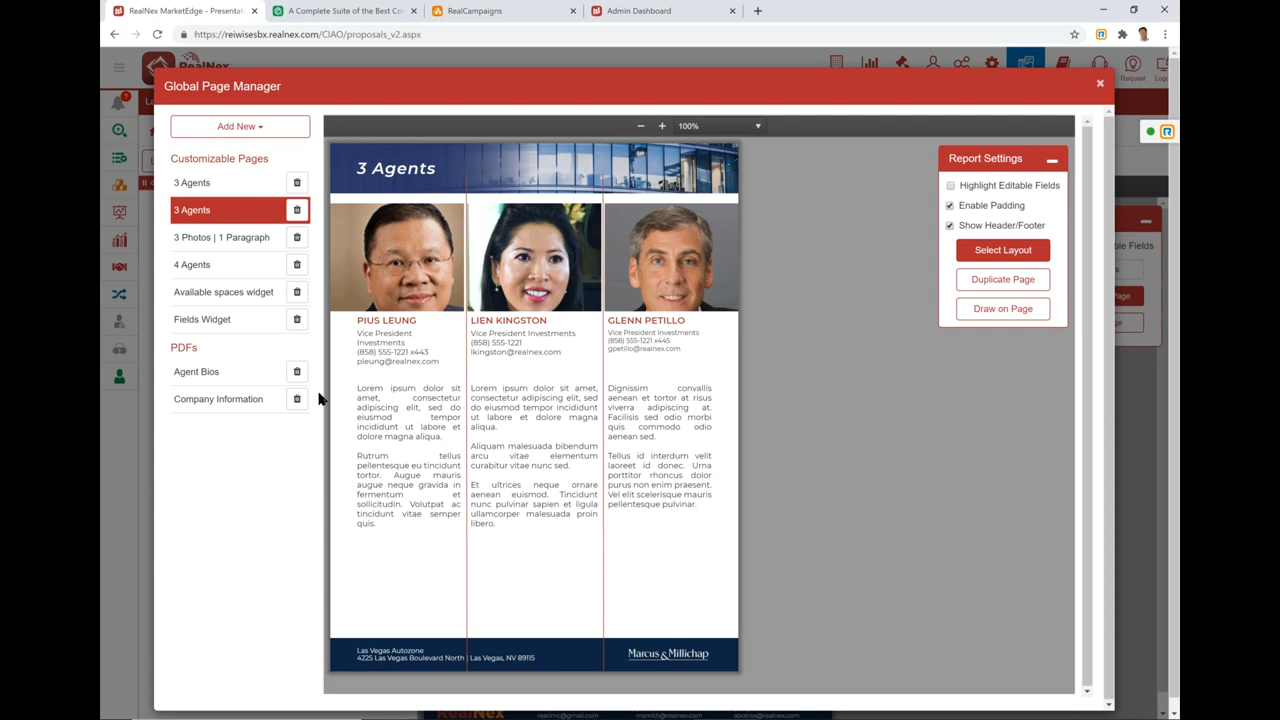 RealNex MarketEdge - Presentat
A Complete Suite of the Best Co
RealCampaigns
Admin Dashboard
https://reiwisesbx.realnex.com/CIAO/proposals_v2.aspx
RealNex
Request
7
Global Page Manager
Add New
Customizable Pages
3 Agents
3 Agents
3 Photos | 1 Paragraph
4 Agents
Available spaces widget
Fields Widget
PDFs
Agent Bios
Company Information
100%
3 Agents
PIUS LEUNG
Vice President
Investments
(858) 555-1221 x443
pleung@realnex.com
Lorem ipsum dolor sit
amet, consectetur
adipiscing elit, sed do
eiusmod tempor
incididunt ut labore et
dolore magna aliqua.
Rutrum tellus
pellentesque eu tincidunt
tortor. Augue mauris
augue neque gravida in
fermentum et
sollicitudin. Volutpat ac
tincidunt vitae semper
quis.
LIEN KINGSTON
Vice President Investments
(858) 555-1221
lkingston@realnex.com
Lorem ipsum dolor sit amet,
consectetur adipiscing elit,
sed do eiusmod tempor incididunt
ut labore et dolore magna
aliqua.
Aliquam malesuada bibendum
arcu vitae elementum
curabitur vitae nunc sed.
Et ultrices neque ornare
aenean euismod. Tincidunt
nunc pulvinar sapien et ligula
ullamcorper malesuada proin
libero.
GLENN PETILLO
Vice President Investments
(858) 555-1221 x445
gpetillo@realnex.com
Dignissim convallis
aenean et tortor at risus
viverra adipiscing at.
Facilisis sed odio morbi
quis commodo odio
aenean sed.
Tellus id interdum velit
laoreet id donec. Urna
porttitor rhoncus dolor
purus non enim praesent.
Vel elit scelerisque mauris
pellentesque pulvinar.
Las Vegas Autozone
4225 Las Vegas Boulevard North | Las Vegas, NV 89115
Marcus & Millichap
Report Settings
Highlight Editable Fields
Enable Padding
Show Header/Footer
Select Layout
Duplicate Page
Draw on Page
msmith@realnex.com